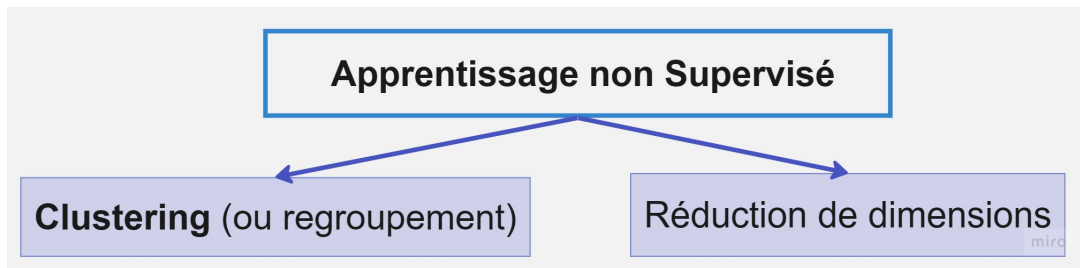 Apprentissage non Supervisé
Clustering (ou regroupement)
Réduction de dimensions
miro